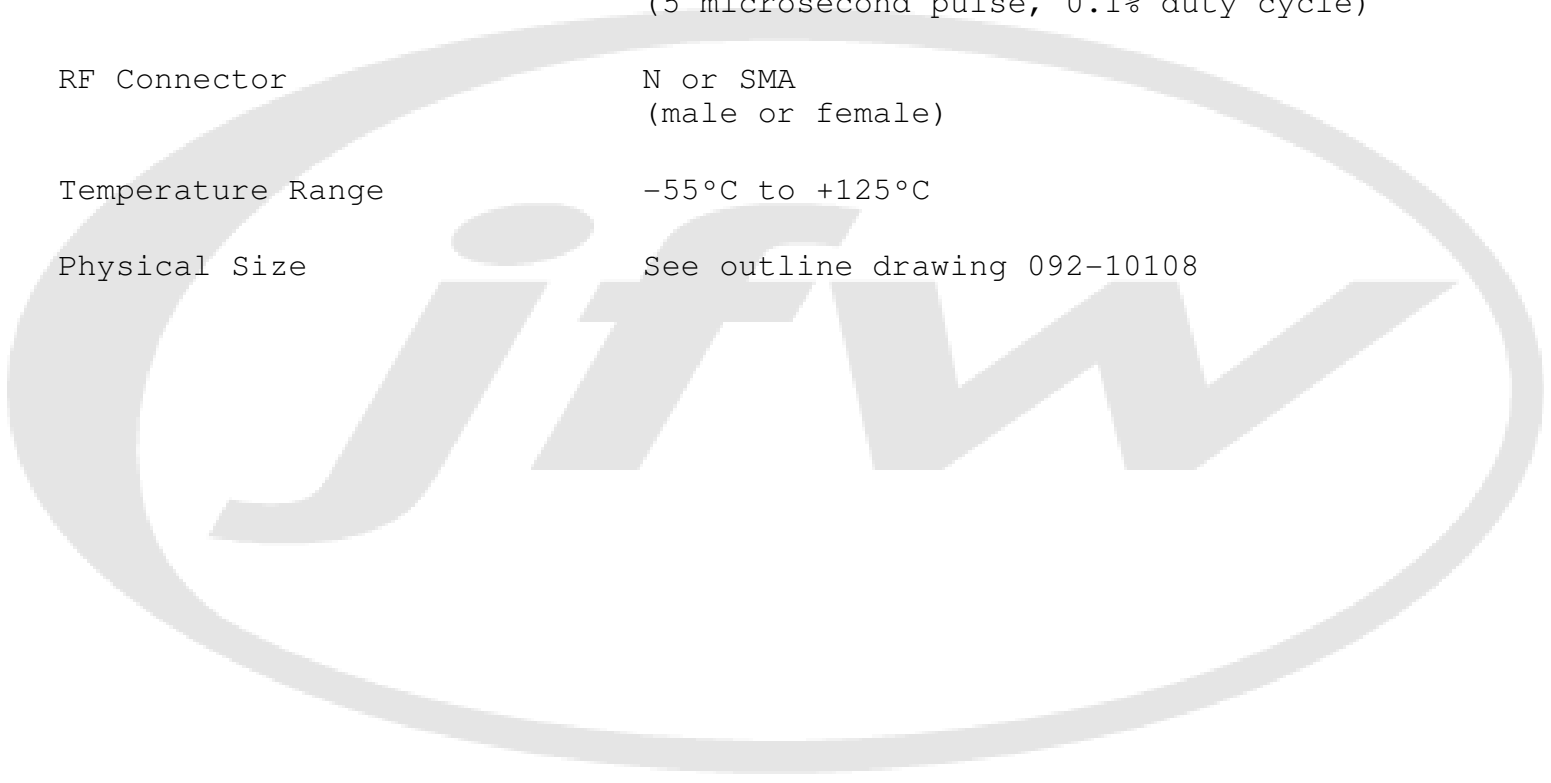 (5 microsecond pulse, 0.1% duty cycle)
RF Connector N or SMA
(male or female)
Temperature Range -55°C to +125°C
Physical Size See outline drawing 092-10108
jfw